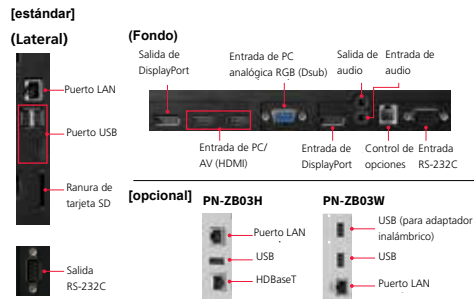 [estándar]
(Lateral)
Puerto LAN
Puerto USB
Ranura de
tarjeta SD
Salida
RS-232C
(Fondo)
Salida de
DisplayPort
Entrada de PC
analógica RGB (Dsub)
Salida de
audio
Entrada de
audio
Entrada de PC/
AV (HDMI)
Entrada de
DisplayPort
Control de
opciones
Entrada
RS-232C
[opcional]
PN-ZB03H
Puerto LAN
USB
HDBaseT
PN-ZB03W
USB (para adaptador
inalámbrico)
USB
Puerto LAN